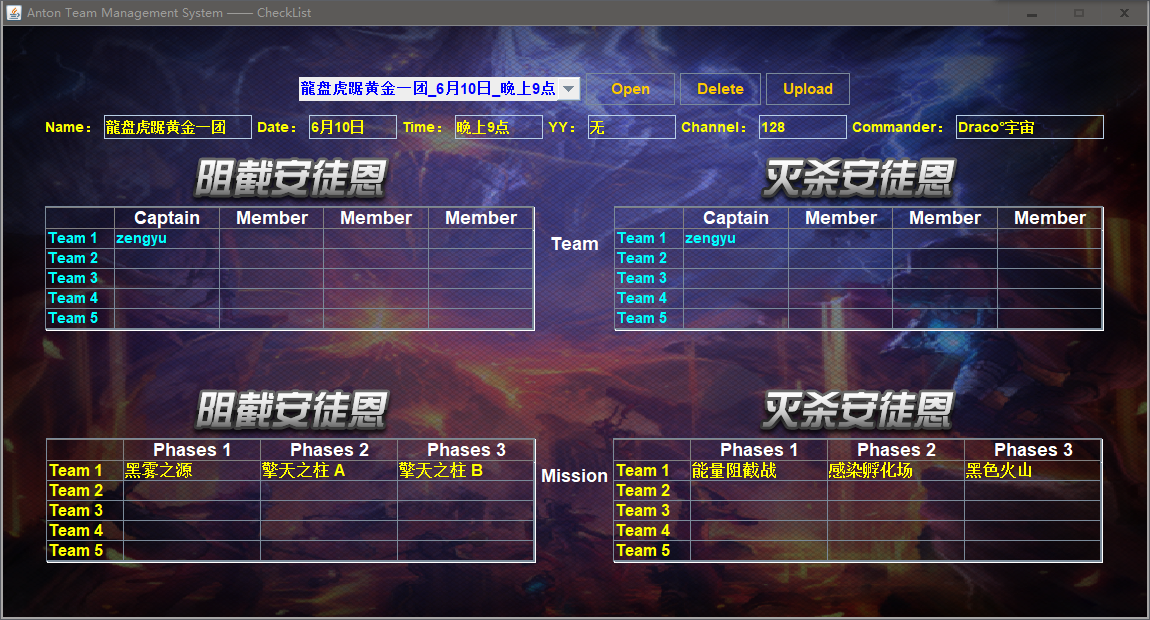 Anton Team Management System —— CheckList
龍盘虎踞黄金一团_6月10日_晚上9点 Open Delete Upload
Name： 龍盘虎踞黄金一团 Date： 6月10日 Time： 晚上9点 YY： 无 Channel： 128 Commander： Draco°宇宙
阻截安徒恩 灭杀安徒恩
Captain Member Member Member Captain Member Member Member
Team 1 zengyu Team 1 zengyu
Team
Team 2 Team 2
Team 3 Team 3
Team 4 Team 4
Team 5 Team 5
阻截安徒恩 灭杀安徒恩
Phases 1 Phases 2 Phases 3 Phases 1 Phases 2 Phases 3
Team 1 黑雾之源 擎天之柱 A 擎天之柱 B Team 1 能量阻截战 感染孵化场 黑色火山
Mission
Team 2 Team 2
Team 3 Team 3
Team 4 Team 4
Team 5 Team 5